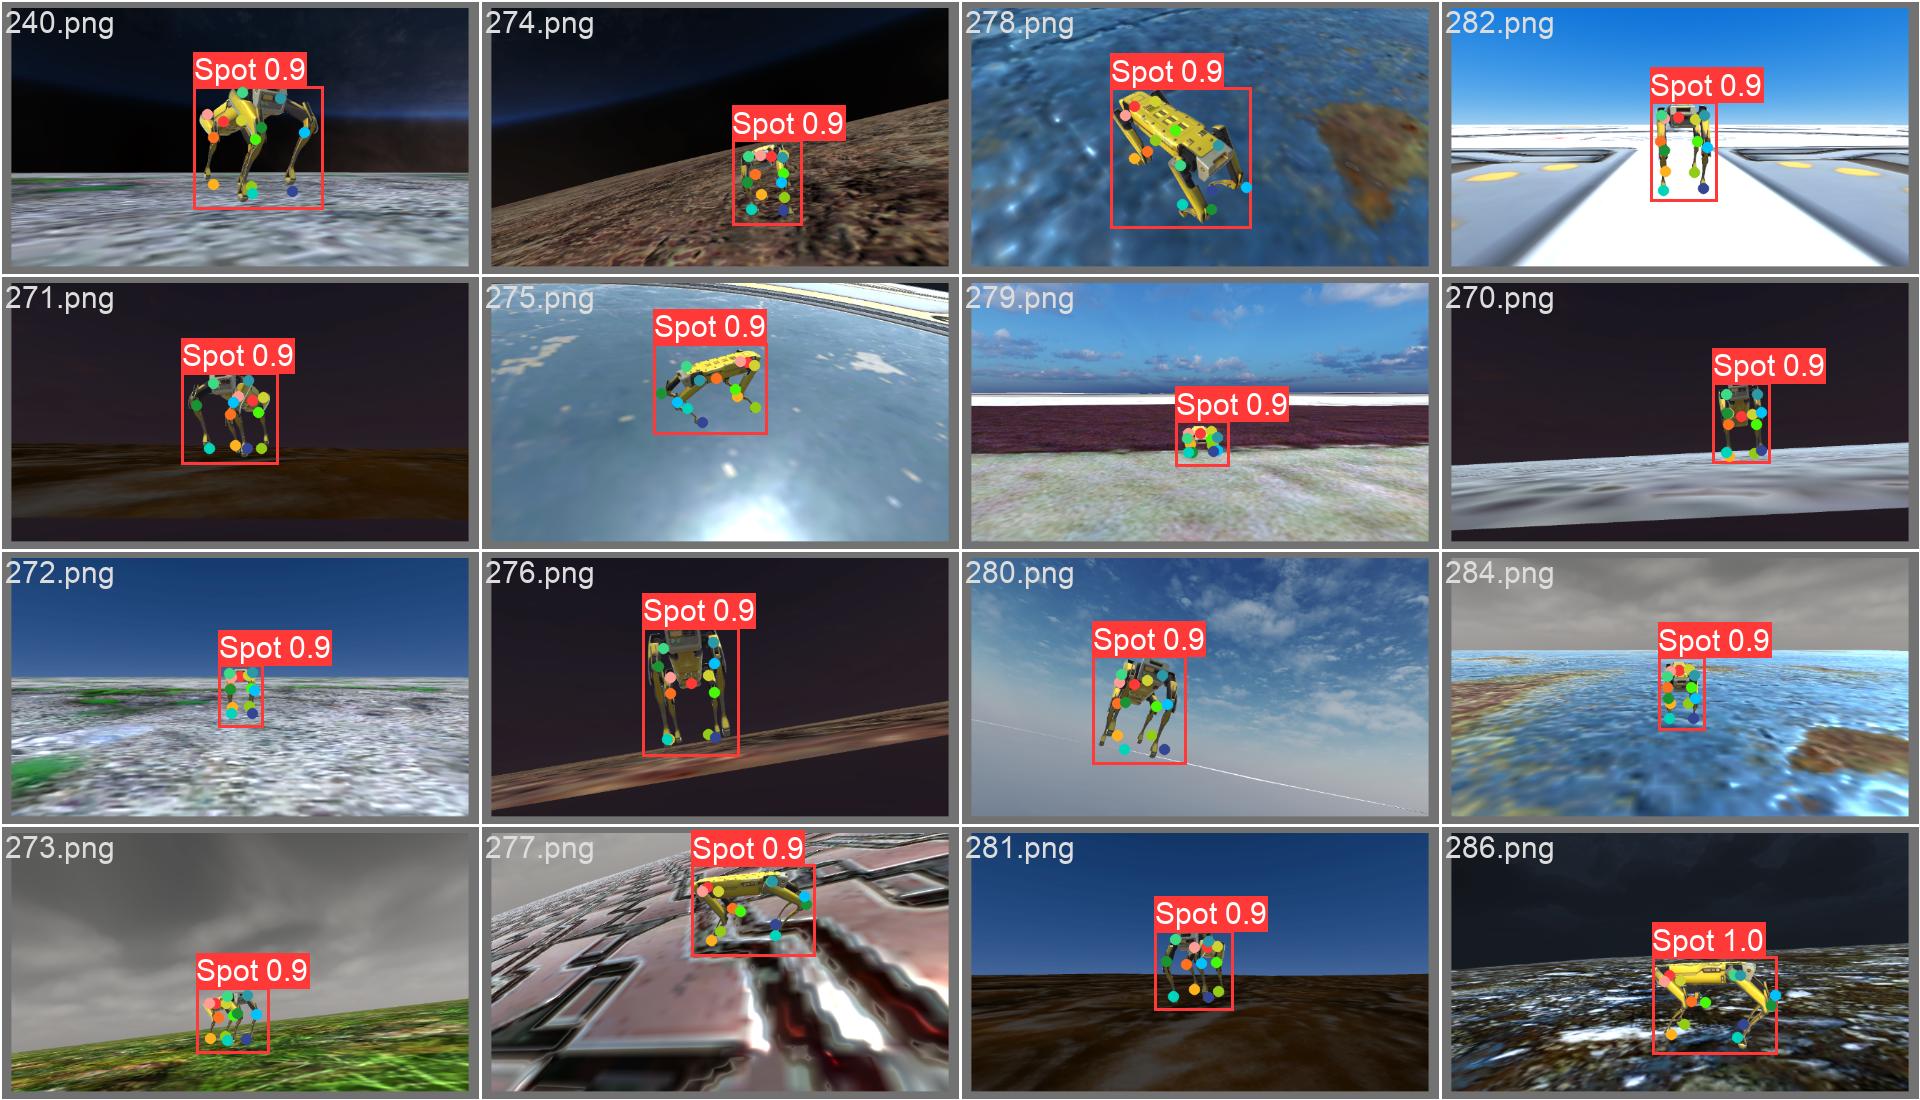 240.png
Spot 0.9
274.png
Spot 0.9
278.png
Spot 0.9
282.png
Spot 0.9
271.png
Spot 0.9
275.png
Spot 0.9
279.png
Spot 0.9
270.png
Spot 0.9
272.png
Spot 0.9
276.png
Spot 0.9
280.png
Spot 0.9
284.png
Spot 0.9
273.png
Spot 0.9
277.png
Spot 0.9
281.png
Spot 0.9
286.png
Spot 1.0